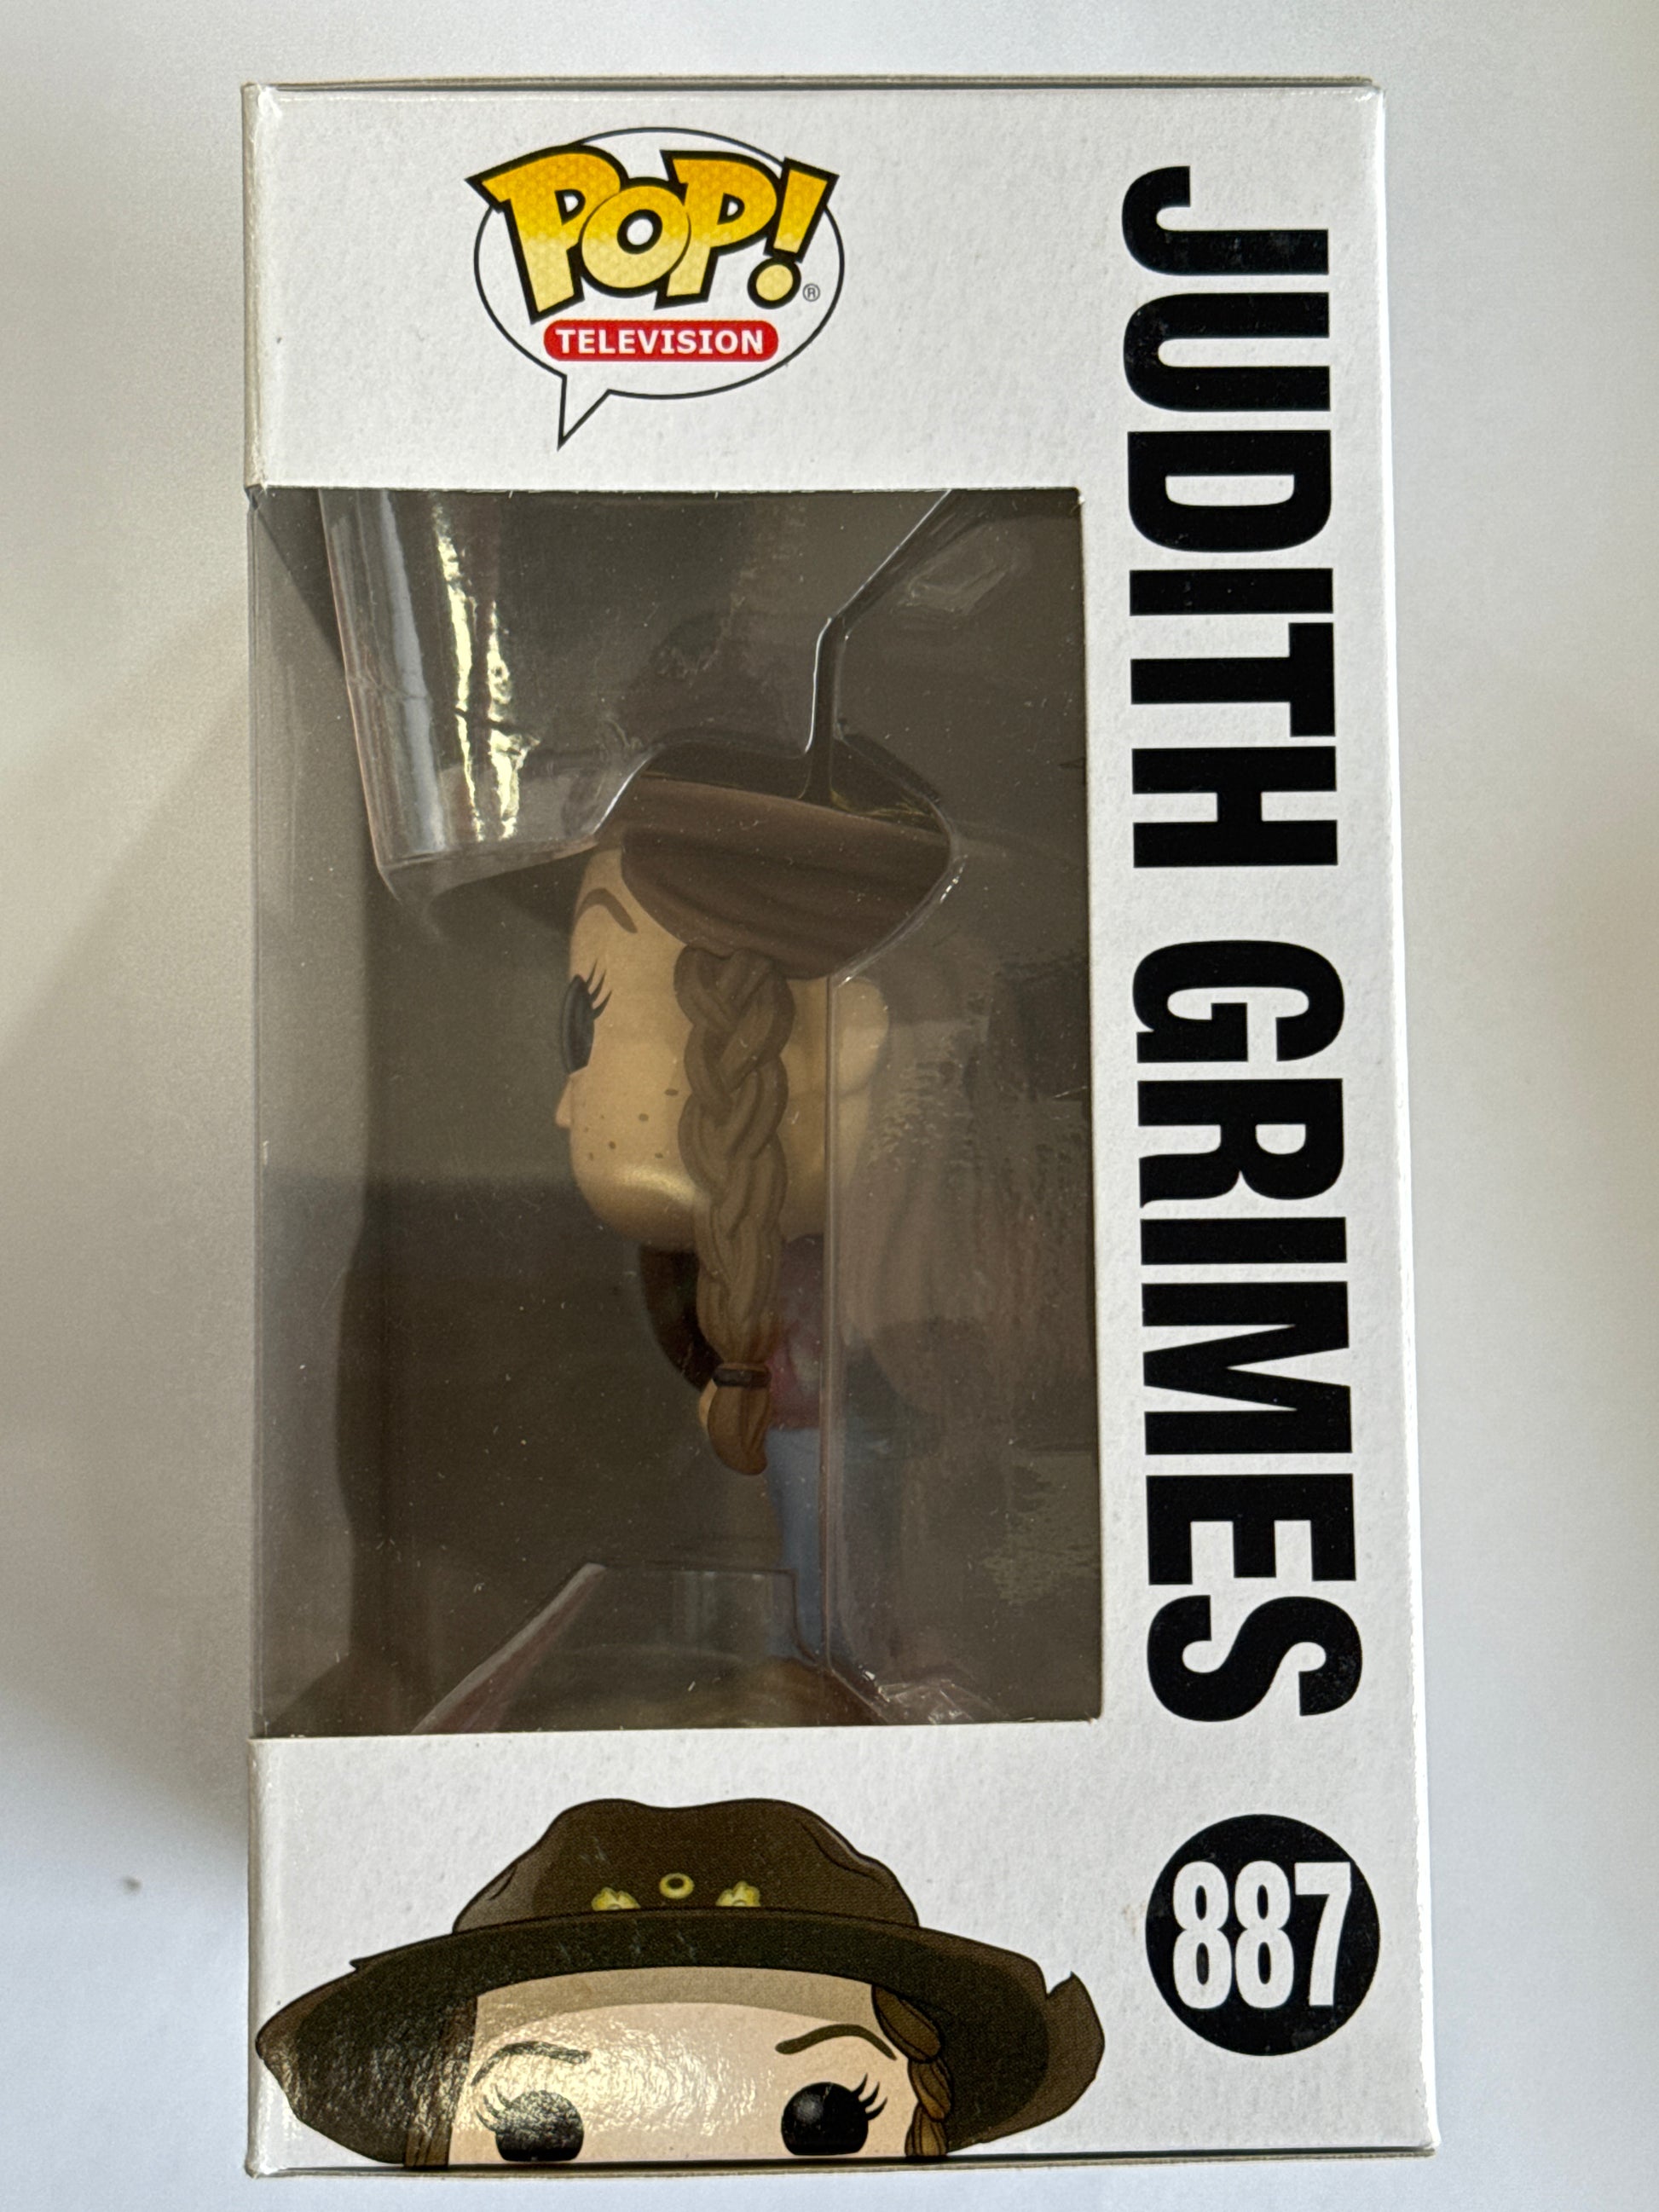 POP!®
TELEVISION
JUDITH GRIMES
887